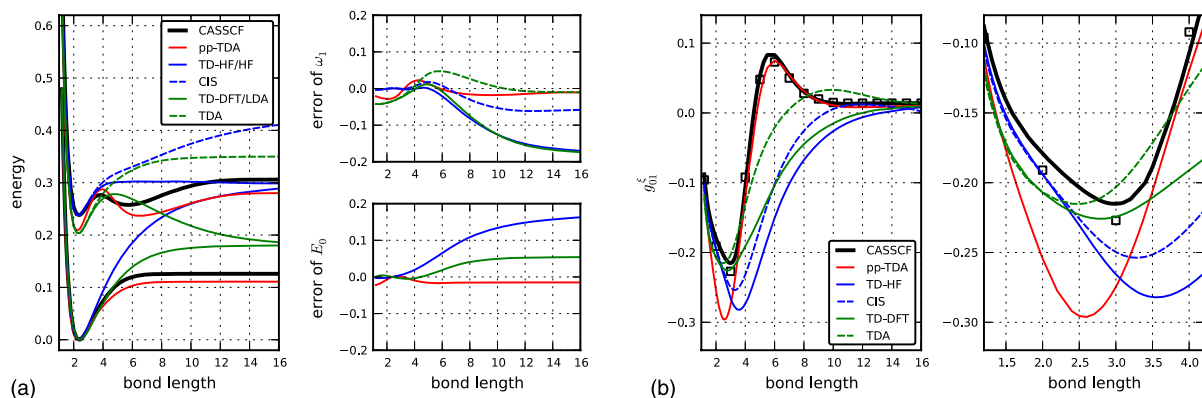 0.6
0.5
0.4
0.3
0.2
0.1
0.0
energy
CASSCF
pp-TDA
TD-HF/HF
CIS
TD-DFT/LDA
TDA
2 4 6 8 10 12 14 16
bond length
(a)
0.2
0.1
0.0
−0.1
−0.2
error of ω₁
2 4 6 8 10 12 14 16
0.2
0.1
0.0
−0.1
−0.2
error of E₀
2 4 6 8 10 12 14 16
bond length
0.1
0.0
−0.1
−0.2
−0.3
g₀₁^ξ
CASSCF
pp-TDA
TD-HF
CIS
TD-DFT
TDA
2 4 6 8 10 12 14 16
bond length
(b)
−0.10
−0.15
−0.20
−0.25
−0.30
1.5 2.0 2.5 3.0 3.5 4.0
bond length